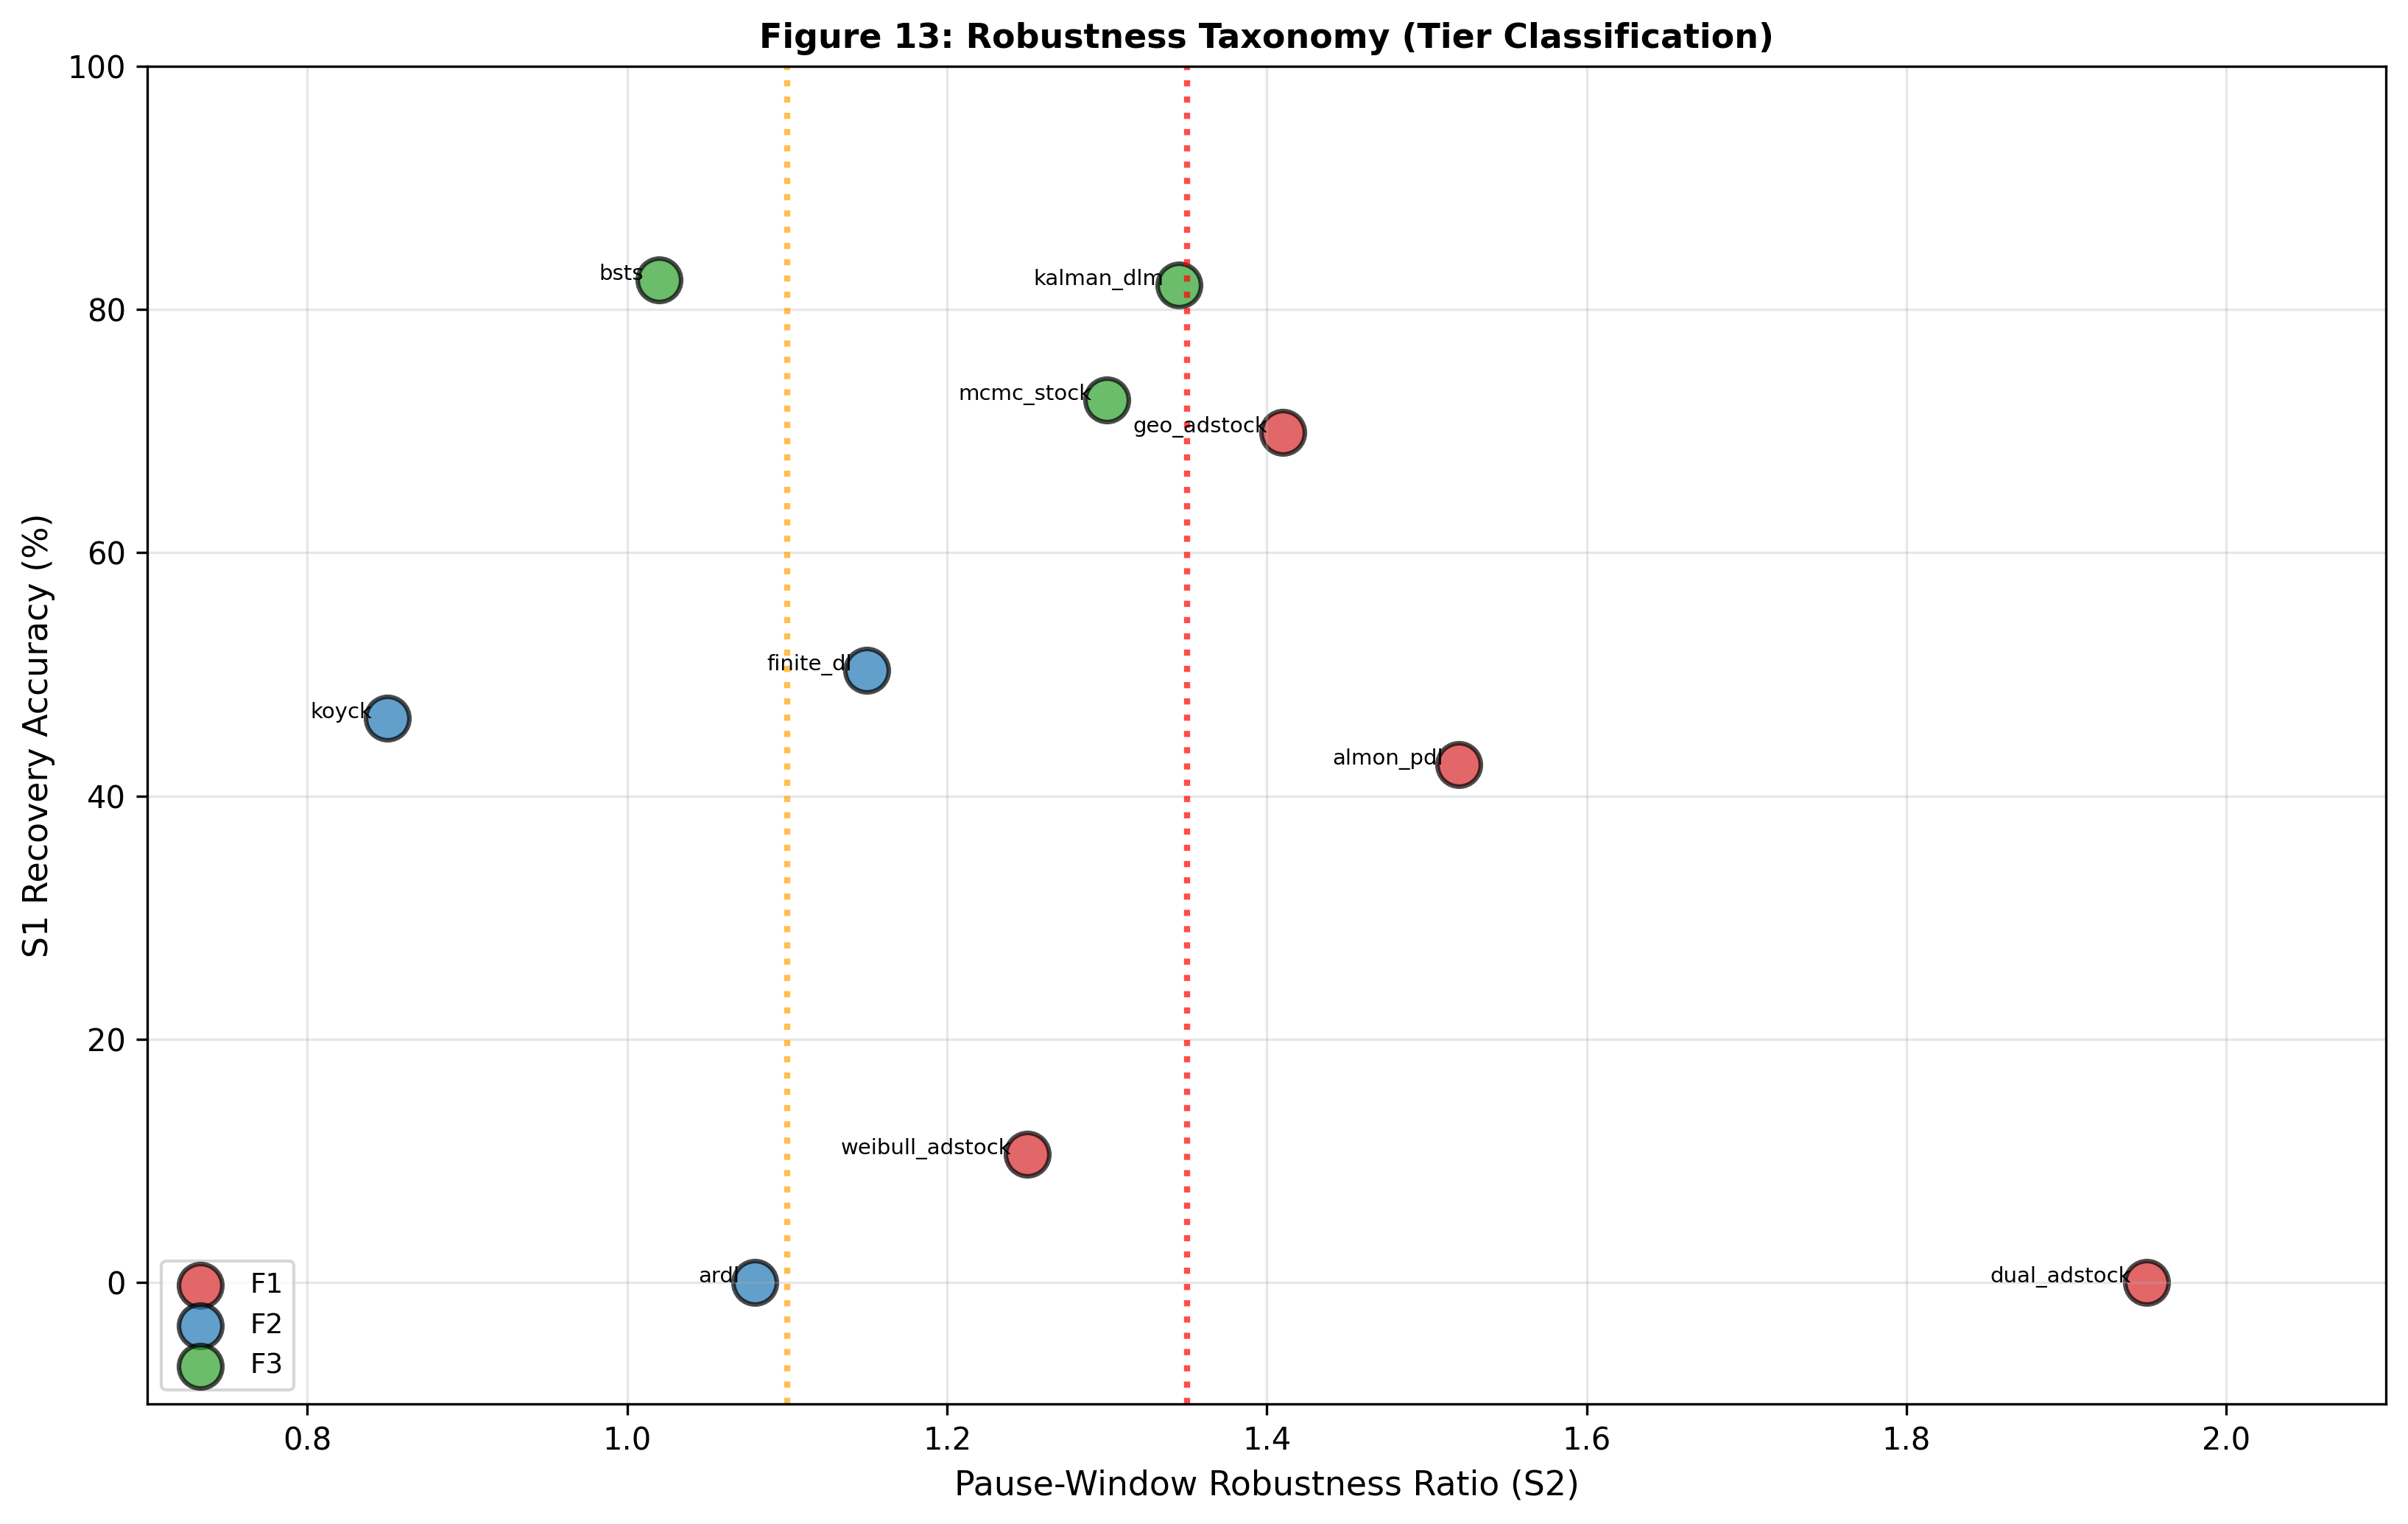 Figure 13: Robustness Taxonomy (Tier Classification)
S1 Recovery Accuracy (%)
100
80
60
40
20
0
bsts
kalman_dlm
mcmc_stock
geo_adstock
finite_dl
koyck
almon_pdl
weibull_adstock
ardl
dual_adstock
F1
F2
F3
0.8
1.0
1.2
1.4
1.6
1.8
2.0
Pause-Window Robustness Ratio (S2)